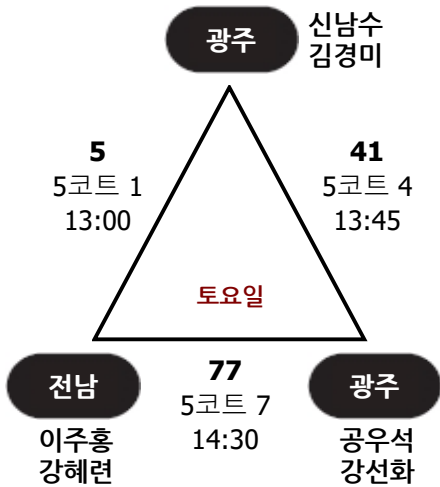 광주
신남수
김경미
5
5코트 1
13:00
41
5코트 4
13:45
토요일
전남
이주홍
강혜련
77
5코트 7
14:30
광주
공우석
강선화